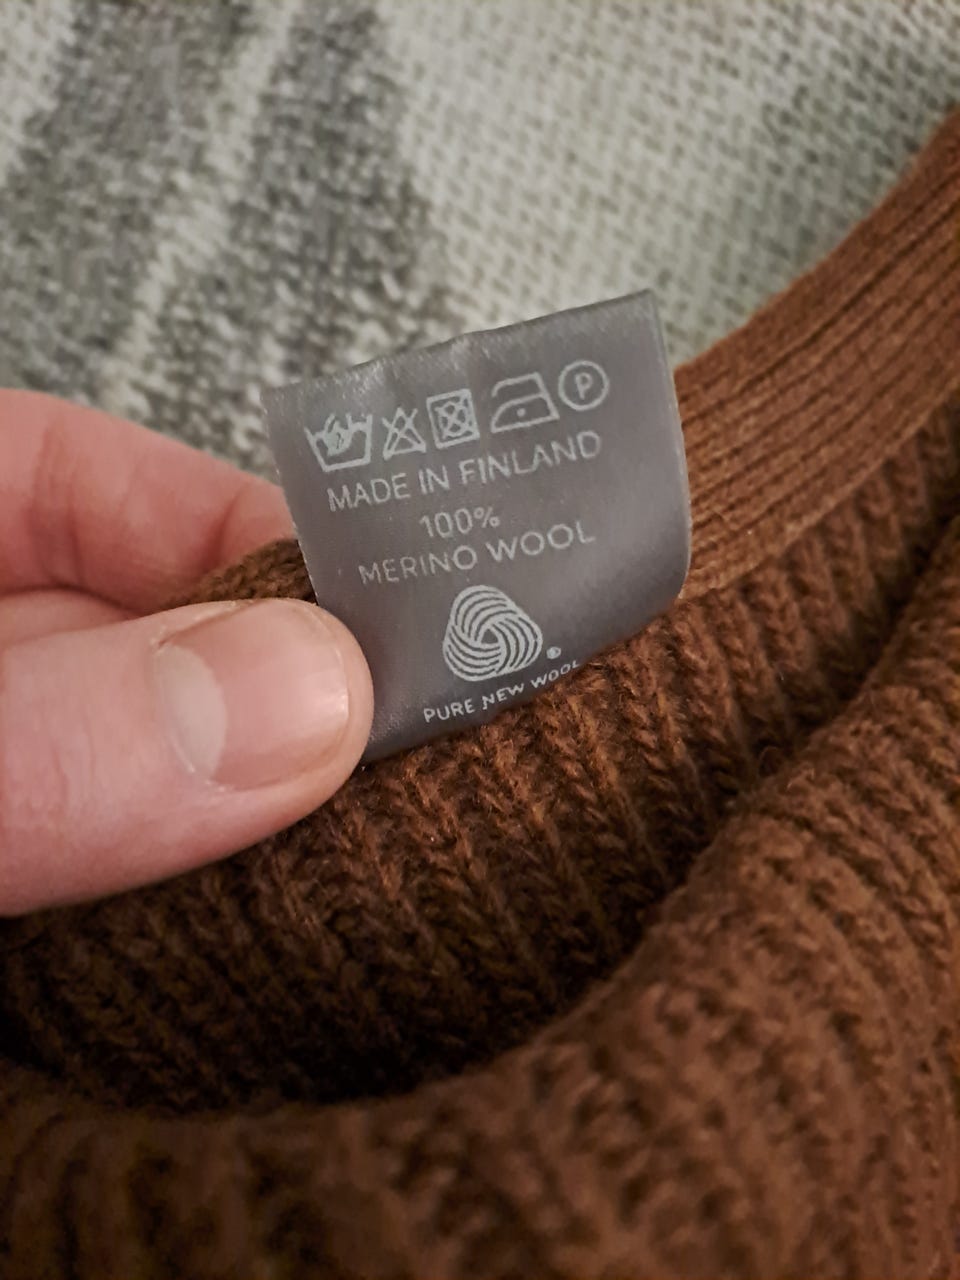 P
MADE IN FINLAND
100%
MERINO WOOL
PURE NEW WOOL